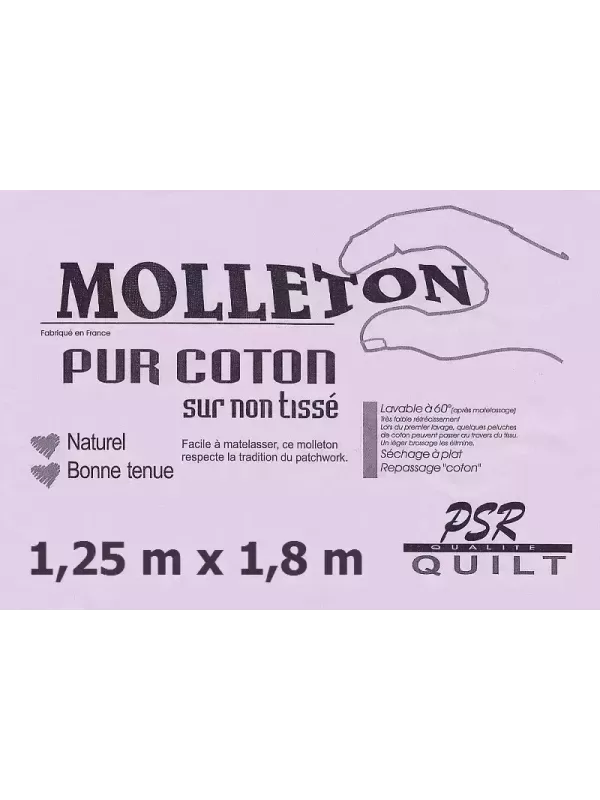 MOLLETON
Fabriqué en France
PUR COTON
sur non tissé
Naturel
Bonne tenue
Facile à matelasser, ce molleton
respecte la tradition du patchwork.
Lavable à 60° (après matelassage)
Très faible rétrécissement
Lors du premier lavage, quelques peluches
de coton peuvent passer au travers du tissu.
Un léger brossage les élimine.
Séchage à plat
Repassage "coton"
1,25 m x 1,8 m
PSR
QUALITE
QUILT